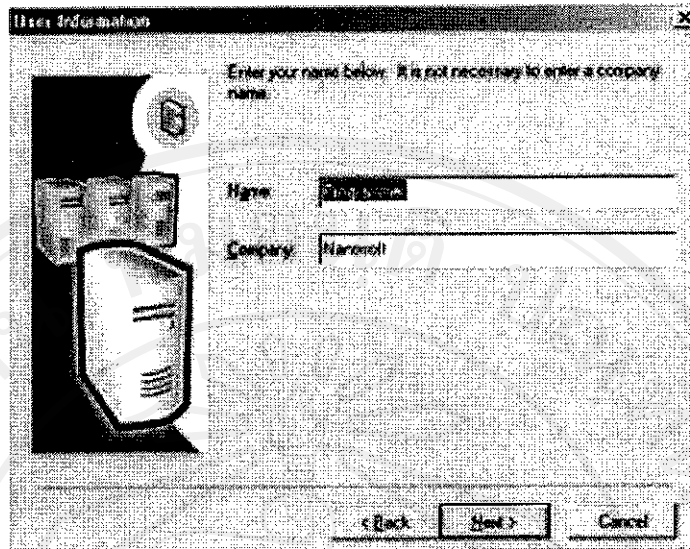 User Information
Enter your name below. It is not necessary to enter a company
name.
Name:
Company:
< Back
Next >
Cancel